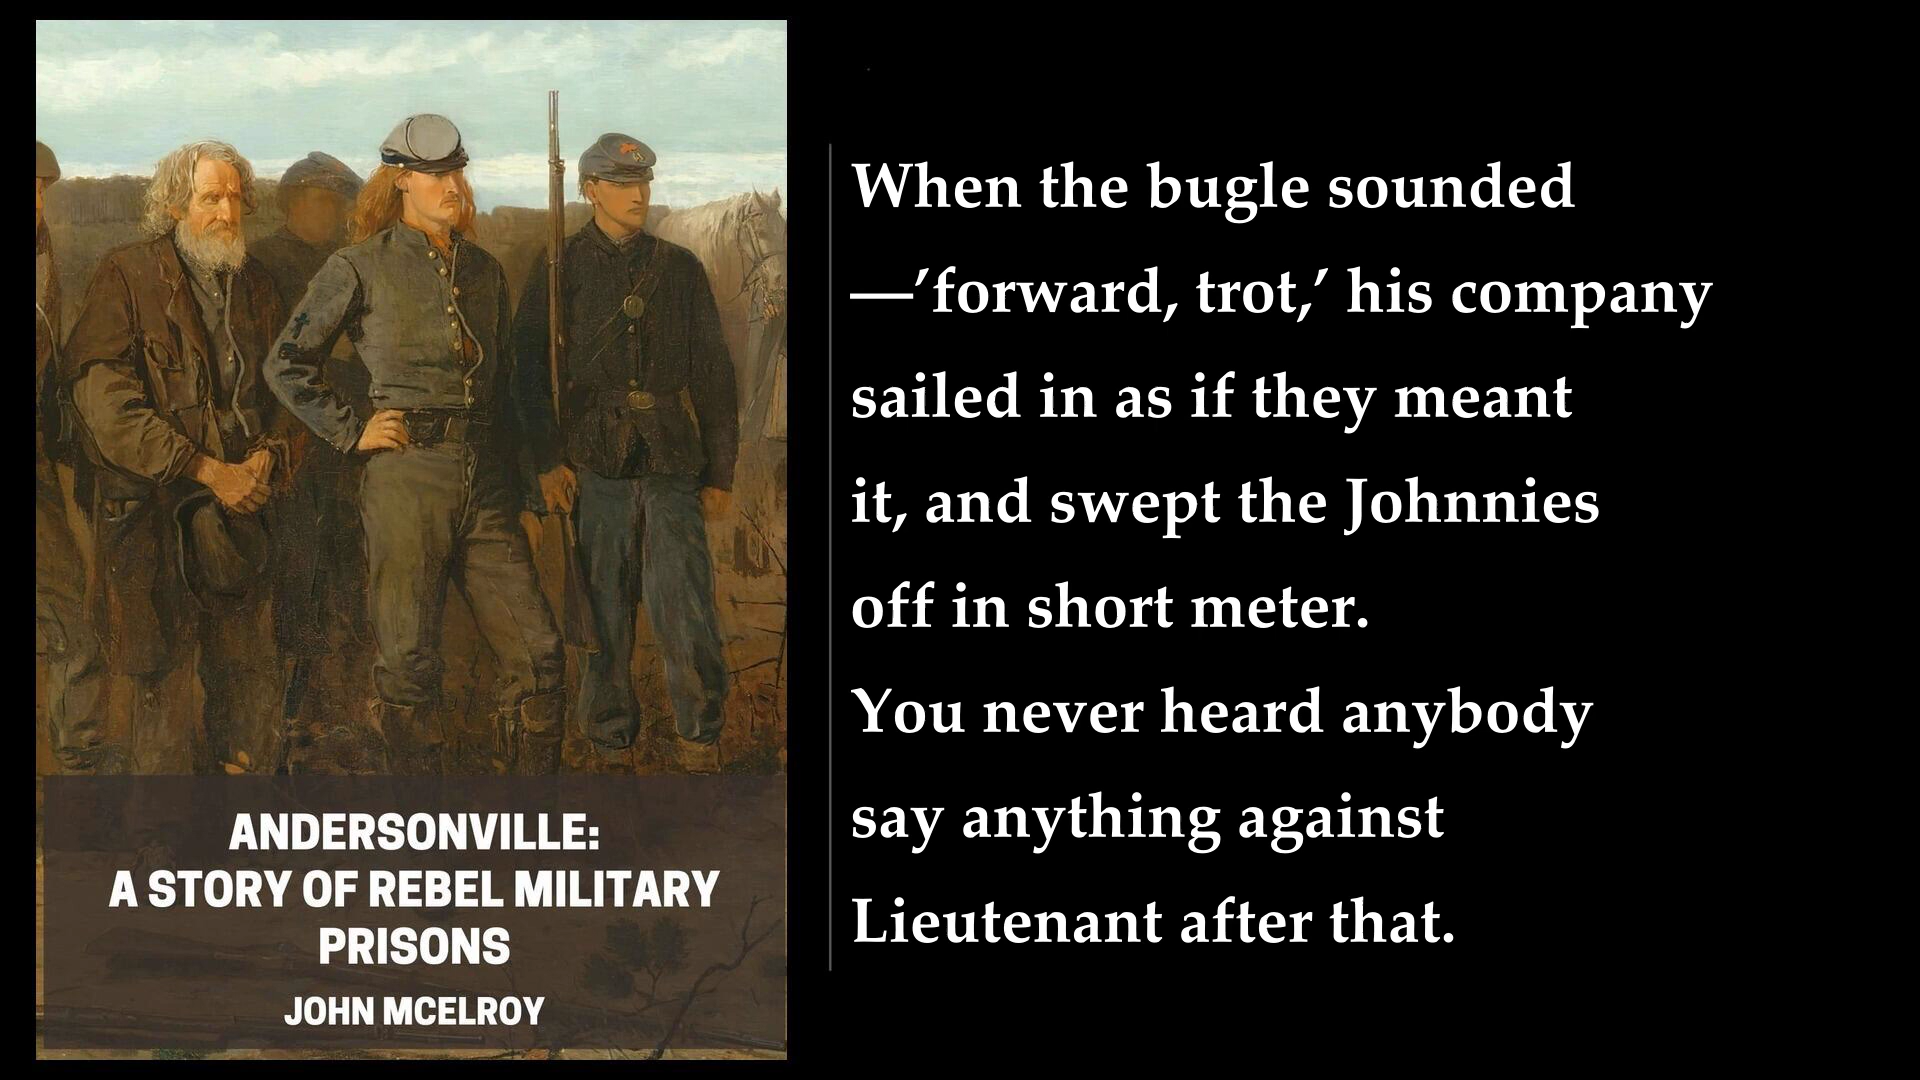 ANDERSONVILLE:
A STORY OF REBEL MILITARY
PRISONS
JOHN MCELROY
When the bugle sounded
—’forward, trot,’ his company
sailed in as if they meant
it, and swept the Johnnies
off in short meter.
You never heard anybody
say anything against
Lieutenant after that.